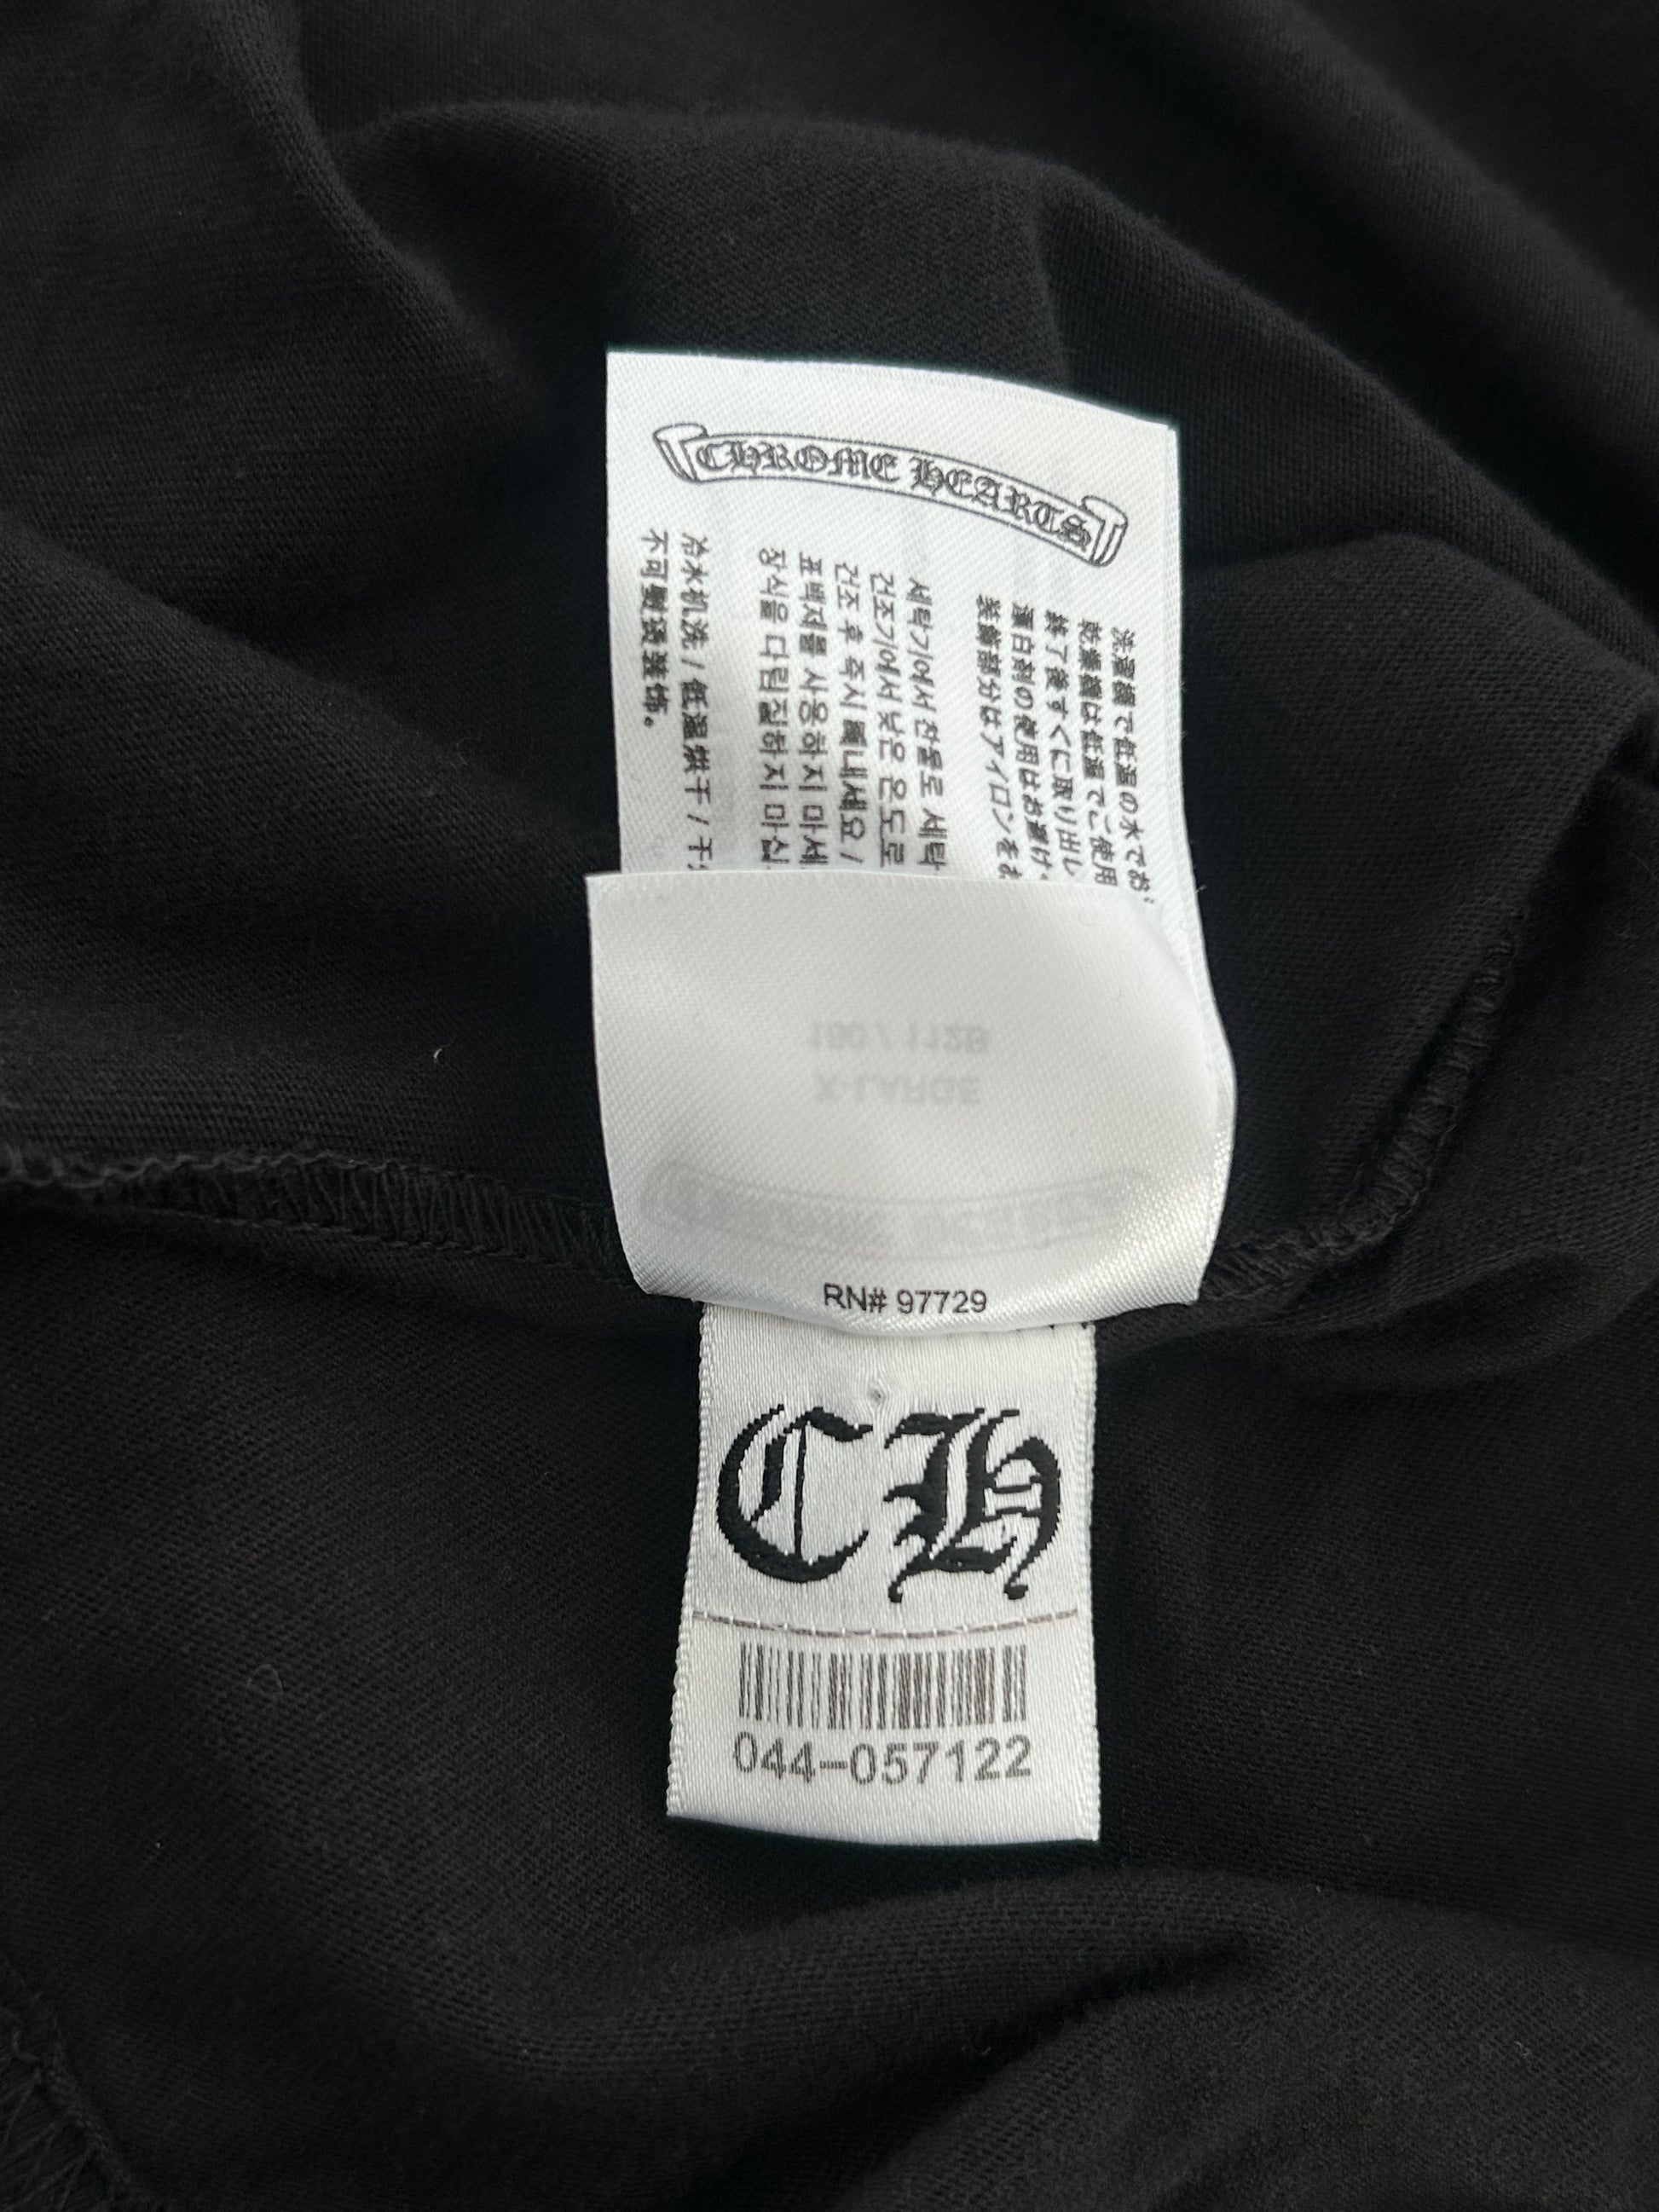 CHROME HEARTS
洗濯機で低温の水でお
乾燥機は低温でご使用
終了後すぐに取り出し
漂白剤の使用はお避け
装飾部分はアイロンをお
세탁기에서 찬물로 세탁
건조기에서 낮은 온도로
건조 후 즉시 꺼내세요 /
표백제를 사용하지 마세
장식을 다림질하지 마십
冷水机洗 / 低温烘干 / 干
不可熨烫装饰。
180 / 112B
X-LARGE
RN# 97729
CH
044-057122